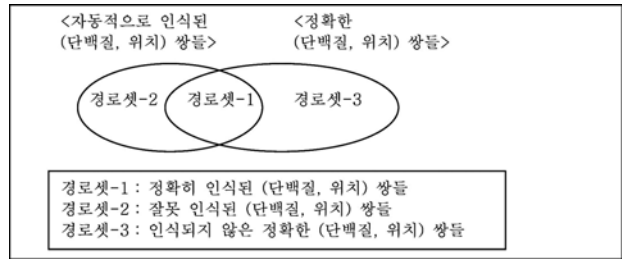 <자동적으로 인식된 <정확한
(단백질, 위치) 쌍들> (단백질, 위치) 쌍들>
경로셋-2 경로셋-1 경로셋-3
경로셋-1 : 정확히 인식된 (단백질, 위치) 쌍들
경로셋-2 : 잘못 인식된 (단백질, 위치) 쌍들
경로셋-3 : 인식되지 않은 정확한 (단백질, 위치) 쌍들